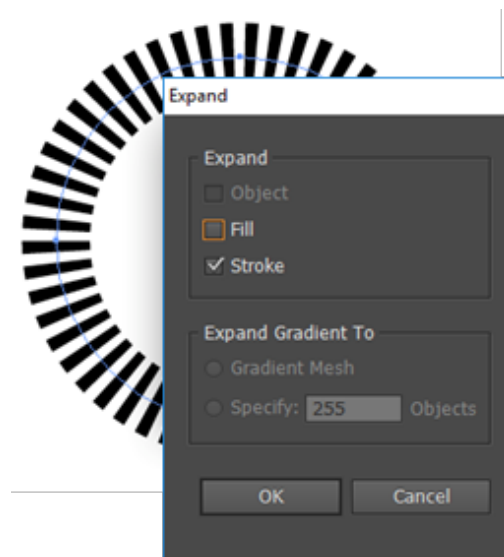 Expand
Expand
Object
Fill
Stroke
Expand Gradient To
Gradient Mesh
Specify: 255 Objects
OK Cancel